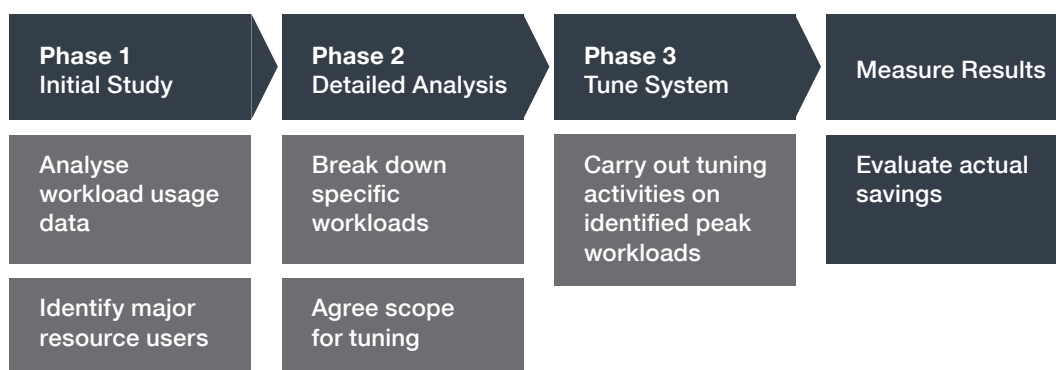 Phase 1
Initial Study
Phase 2
Detailed Analysis
Phase 3
Tune System
Measure Results
Analyse
workload usage
data
Break down
specific
workloads
Carry out tuning
activities on
identified peak
workloads
Evaluate actual
savings
Identify major
resource users
Agree scope
for tuning